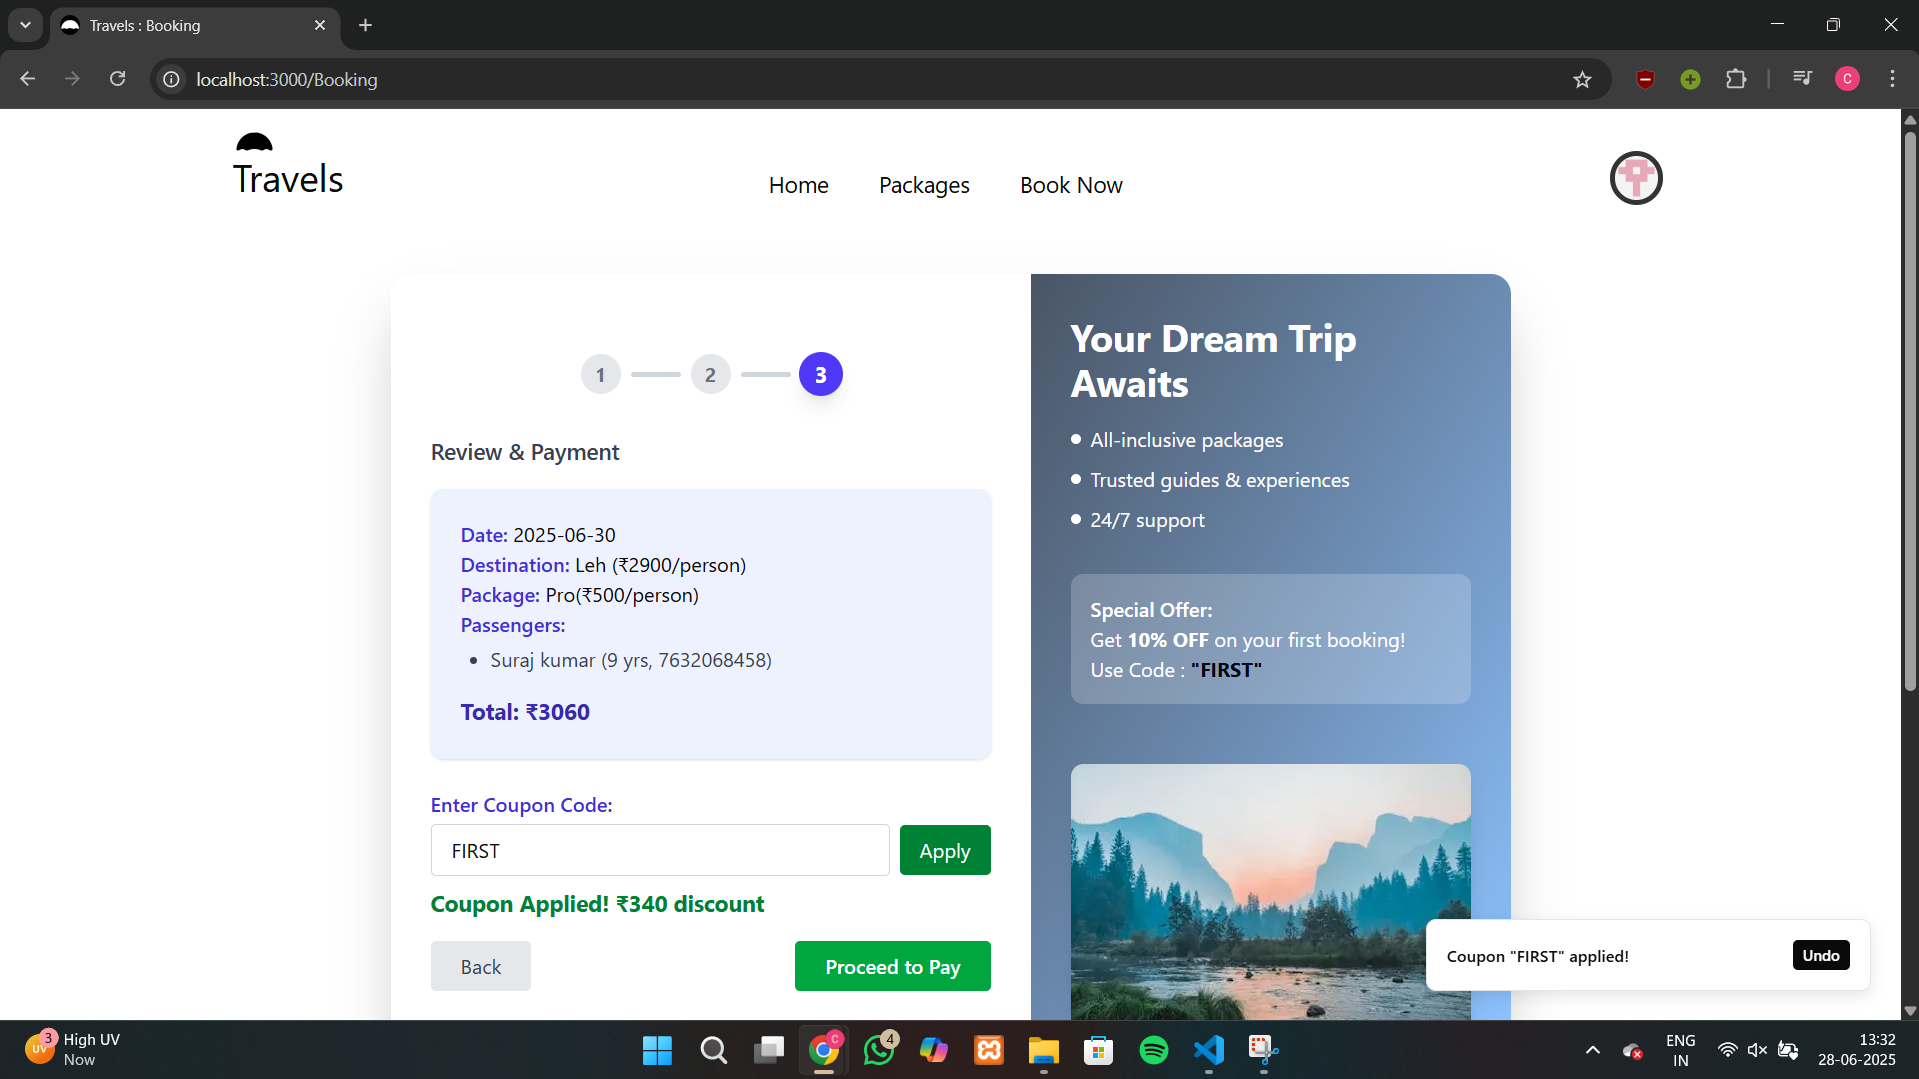 Travels : Booking
localhost:3000/Booking
C
Travels
Home
Packages
Book Now
1
2
3
Review & Payment
Date: 2025-06-30
Destination: Leh (₹2900/person)
Package: Pro(₹500/person)
Passengers:
Suraj kumar (9 yrs, 7632068458)
Total: ₹3060
Enter Coupon Code:
FIRST
Apply
Coupon Applied! ₹340 discount
Back
Proceed to Pay
Your Dream Trip
Awaits
All-inclusive packages
Trusted guides & experiences
24/7 support
Special Offer:
Get 10% OFF on your first booking!
Use Code : "FIRST"
Coupon "FIRST" applied!
Undo
UV
3
High UV
Now
C
4
ENG
IN
13:32
28-06-2025